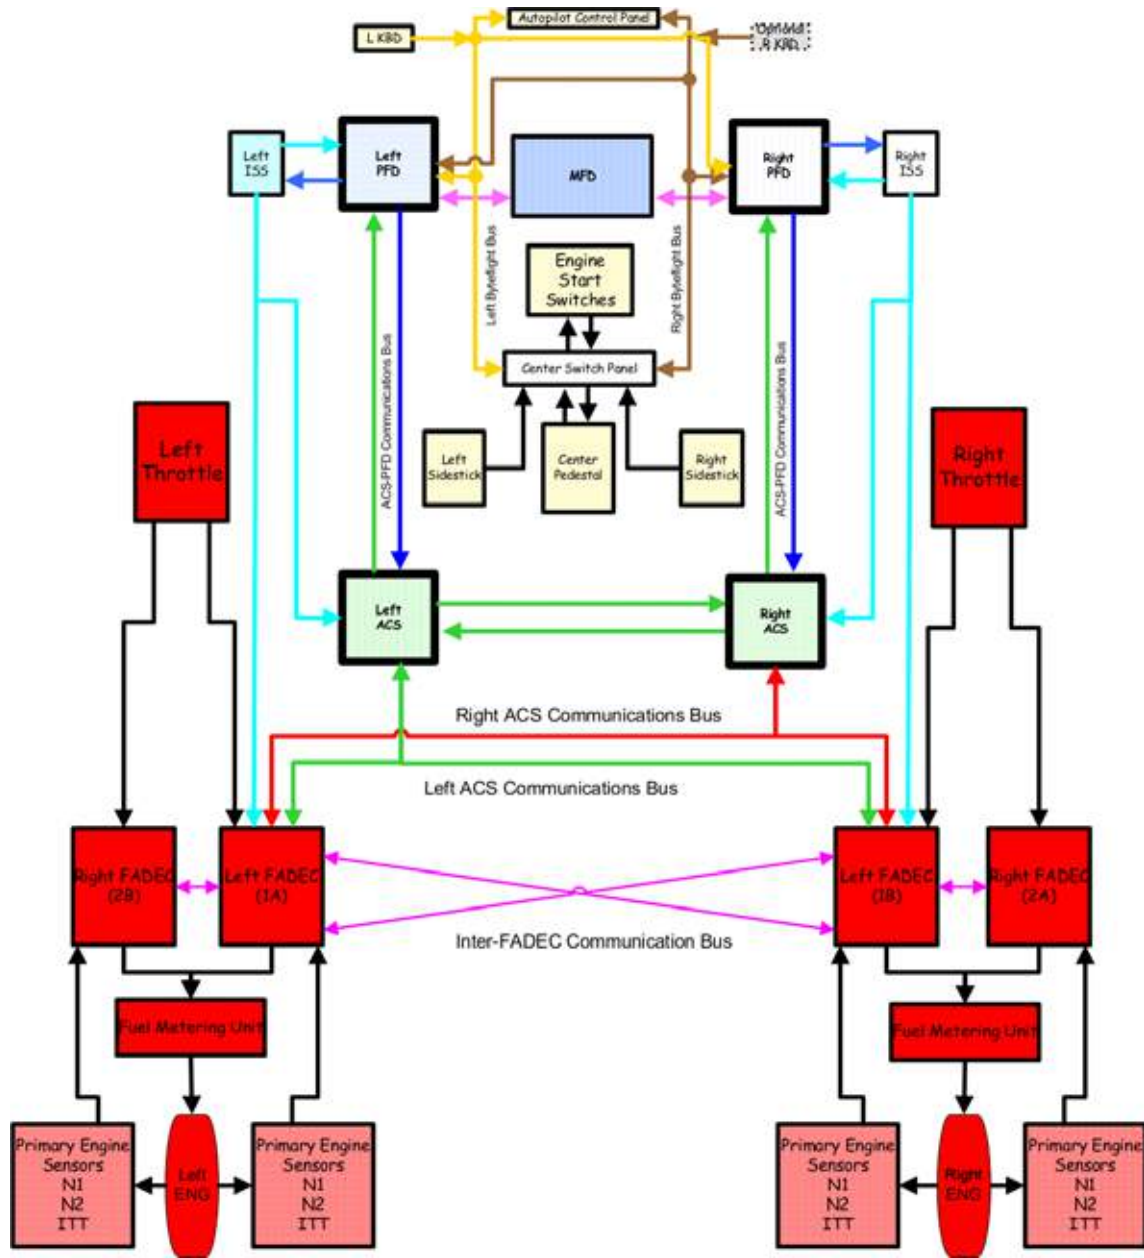 Autopilot Control Panel
L KBD
Optional
R KBD
Left
ISS
Left
PFD
MFD
Right
PFD
Right
ISS
Left Byteflight Bus
Right Byteflight Bus
Engine
Start
Switches
Center Switch Panel
ACS-PFD Communications Bus
ACS-PFD Communications Bus
Left
Throttle
Left
Sidestick
Center
Pedestal
Right
Sidestick
Right
Throttle
Left
ACS
Right
ACS
Right ACS Communications Bus
Left ACS Communications Bus
Right FADEC
(2B)
Left FADEC
(1A)
Left FADEC
(1B)
Right FADEC
(2A)
Inter-FADEC Communication Bus
Fuel Metering Unit
Fuel Metering Unit
Primary Engine
Sensors
N1
N2
ITT
Left
ENG
Primary Engine
Sensors
N1
N2
ITT
Primary Engine
Sensors
N1
N2
ITT
Right
ENG
Primary Engine
Sensors
N1
N2
ITT